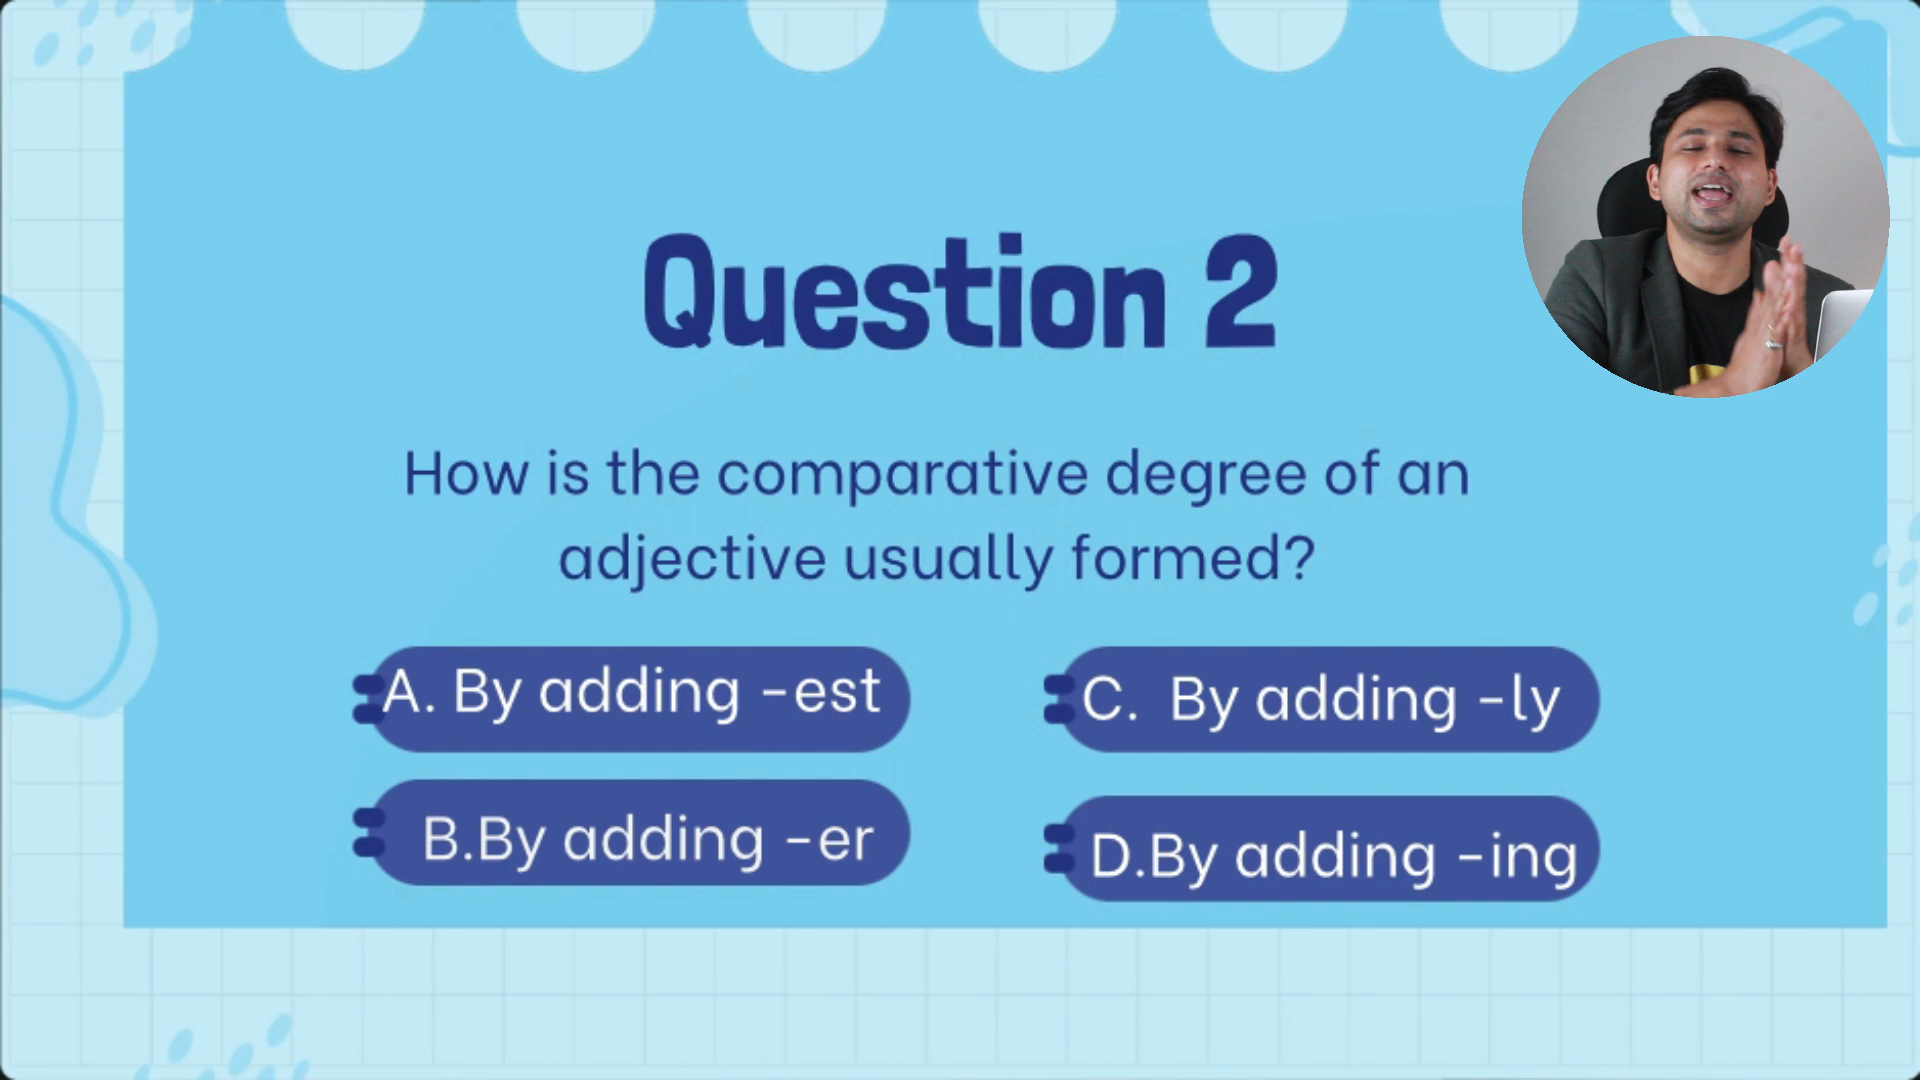 Question 2
How is the comparative degree of an
adjective usually formed?
A. By adding -est
B.By adding -er
C. By adding -ly
D.By adding -ing